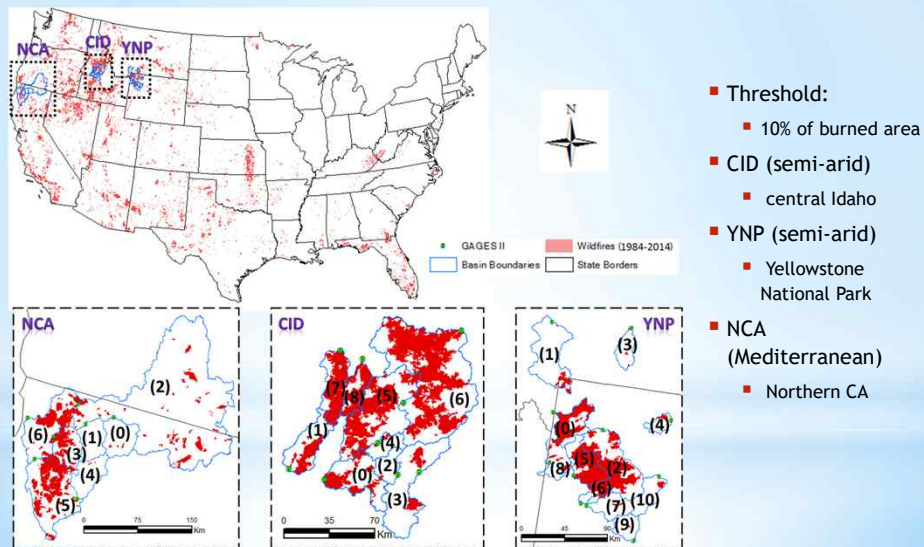 NCA
CID
YNP
N
GAGES II
Wildfires (1984-2014)
Basin Boundaries
State Borders
Threshold:
10% of burned area
CID (semi-arid)
central Idaho
YNP (semi-arid)
Yellowstone
National Park
NCA
(Mediterranean)
Northern CA
NCA
(2)
(6)
(1)
(0)
(3)
(4)
(5)
0 75 150
Km
CID
(7)
(8)
(5)
(6)
(1)
(4)
(0)
(2)
(3)
0 35 70
Km
YNP
(1)
(3)
(0)
(4)
(5)
(8)
(2)
(6)
(7)
(10)
(9)
0 45 90
Km